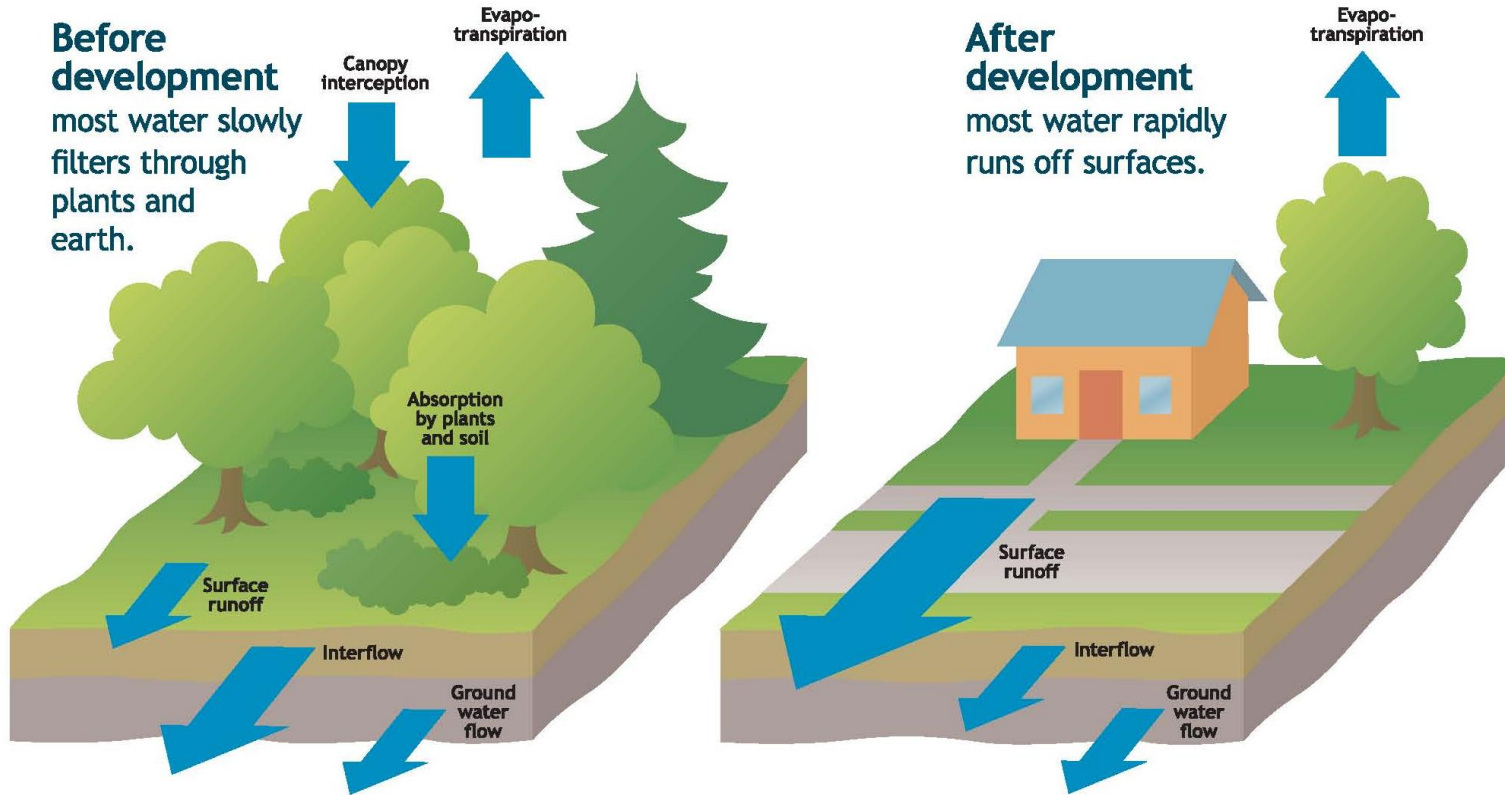 Before
development
most water slowly
filters through
plants and
earth.
Canopy
interception
Evapo-
transpiration
Absorption
by plants
and soil
Surface
runoff
Interflow
Ground
water
flow
After
development
most water rapidly
runs off surfaces.
Evapo-
transpiration
Surface
runoff
Interflow
Ground
water
flow